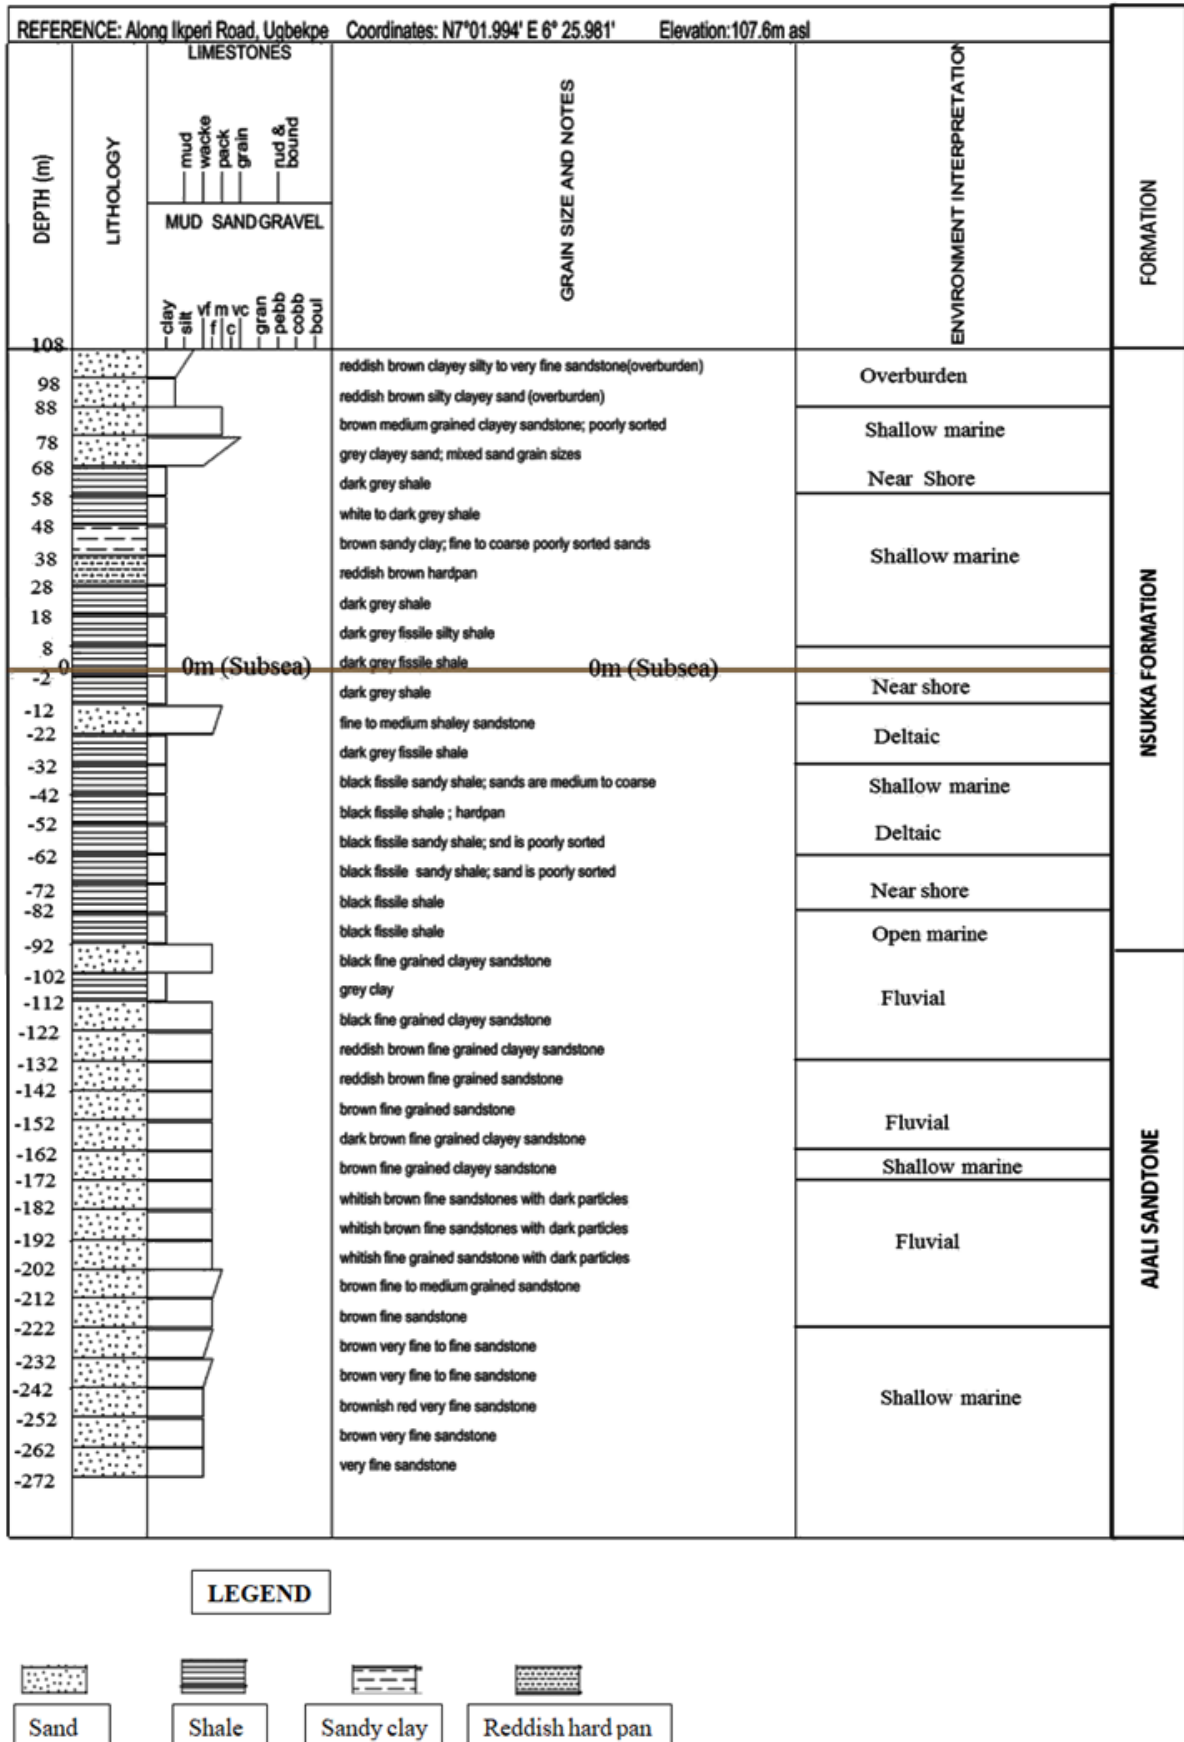 REFERENCE: Along Ikperi Road, Ugbekpe Coordinates: N7°01.994' E 6° 25.981' Elevation:107.6m asl
DEPTH (m)
LITHOLOGY
LIMESTONES
mud
wacke
pack
grain
rud & bound
MUD SAND GRAVEL
clay
silt
vf
f
m
c
vc
gran
pebb
cobb
boul
GRAIN SIZE AND NOTES
ENVIRONMENT INTERPRETATION
FORMATION
108
reddish brown clayey silty to very fine sandstone(overburden)
Overburden
98
reddish brown silty clayey sand (overburden)
88
brown medium grained clayey sandstone; poorly sorted
Shallow marine
78
grey clayey sand; mixed sand grain sizes
68
dark grey shale
Near Shore
58
white to dark grey shale
48
brown sandy clay; fine to coarse poorly sorted sands
Shallow marine
38
reddish brown hardpan
28
dark grey shale
18
dark grey fissile silty shale
8
dark grey fissile shale
0 0m (Subsea) 0m (Subsea)
-2
dark grey shale
Near shore
-12
fine to medium shaley sandstone
-22
Deltaic
dark grey fissile shale
-32
black fissile sandy shale; sands are medium to coarse
Shallow marine
-42
black fissile shale ; hardpan
-52
black fissile sandy shale; snd is poorly sorted
Deltaic
-62
black fissile sandy shale; sand is poorly sorted
-72
black fissile shale
Near shore
-82
black fissile shale
Open marine
-92
black fine grained clayey sandstone
-102
grey clay
Fluvial
-112
black fine grained clayey sandstone
-122
reddish brown fine grained clayey sandstone
-132
reddish brown fine grained sandstone
-142
brown fine grained sandstone
-152
Fluvial
dark brown fine grained clayey sandstone
-162
brown fine grained clayey sandstone
Shallow marine
-172
whitish brown fine sandstones with dark particles
-182
whitish brown fine sandstones with dark particles
-192
Fluvial
whitish fine grained sandstone with dark particles
-202
brown fine to medium grained sandstone
-212
brown fine sandstone
-222
brown very fine to fine sandstone
-232
brown very fine to fine sandstone
-242
Shallow marine
brownish red very fine sandstone
-252
brown very fine sandstone
-262
very fine sandstone
-272
NSUKKA FORMATION
AJALI SANDTONE
LEGEND
Sand
Shale
Sandy clay
Reddish hard pan